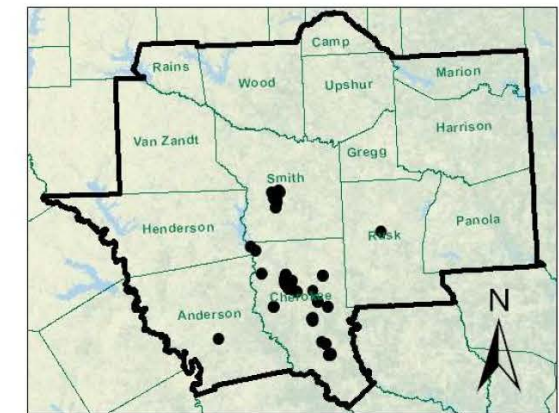 Camp
Rains
Marion
Wood
Upshur
Harrison
Van Zandt
Gregg
Smith
Panola
Henderson
Rusk
N
Cherokee
Anderson